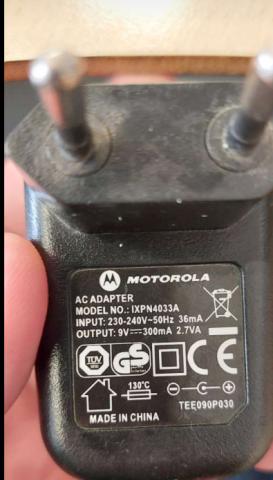 MOTOROLA
AC ADAPTER
MODEL NO.: IXPN4033A
INPUT: 230-240V~50Hz 36mA
OUTPUT: 9V⎓300mA 2.7VA
TÜV GS CE
130°C
TEE090P030
MADE IN CHINA